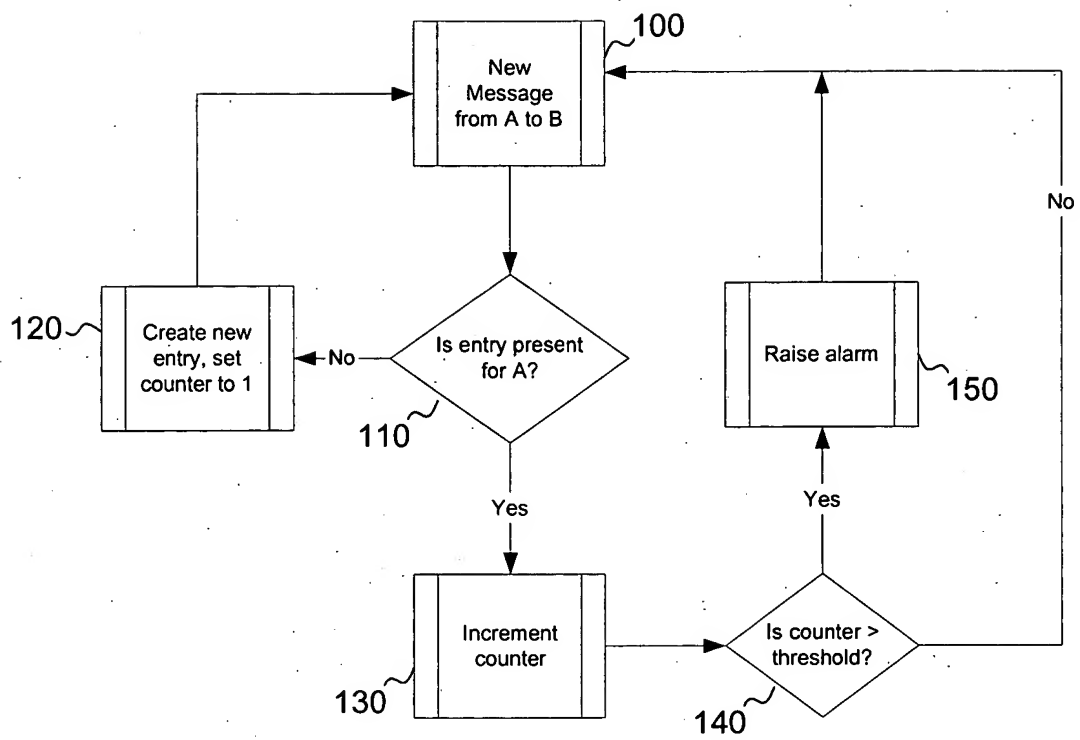 100
New
Message
from A to B
No
120
Create new
entry, set
counter to 1
No
Is entry present
for A?
110
Raise alarm
150
Yes
Yes
Increment
counter
130
Is counter >
threshold?
140